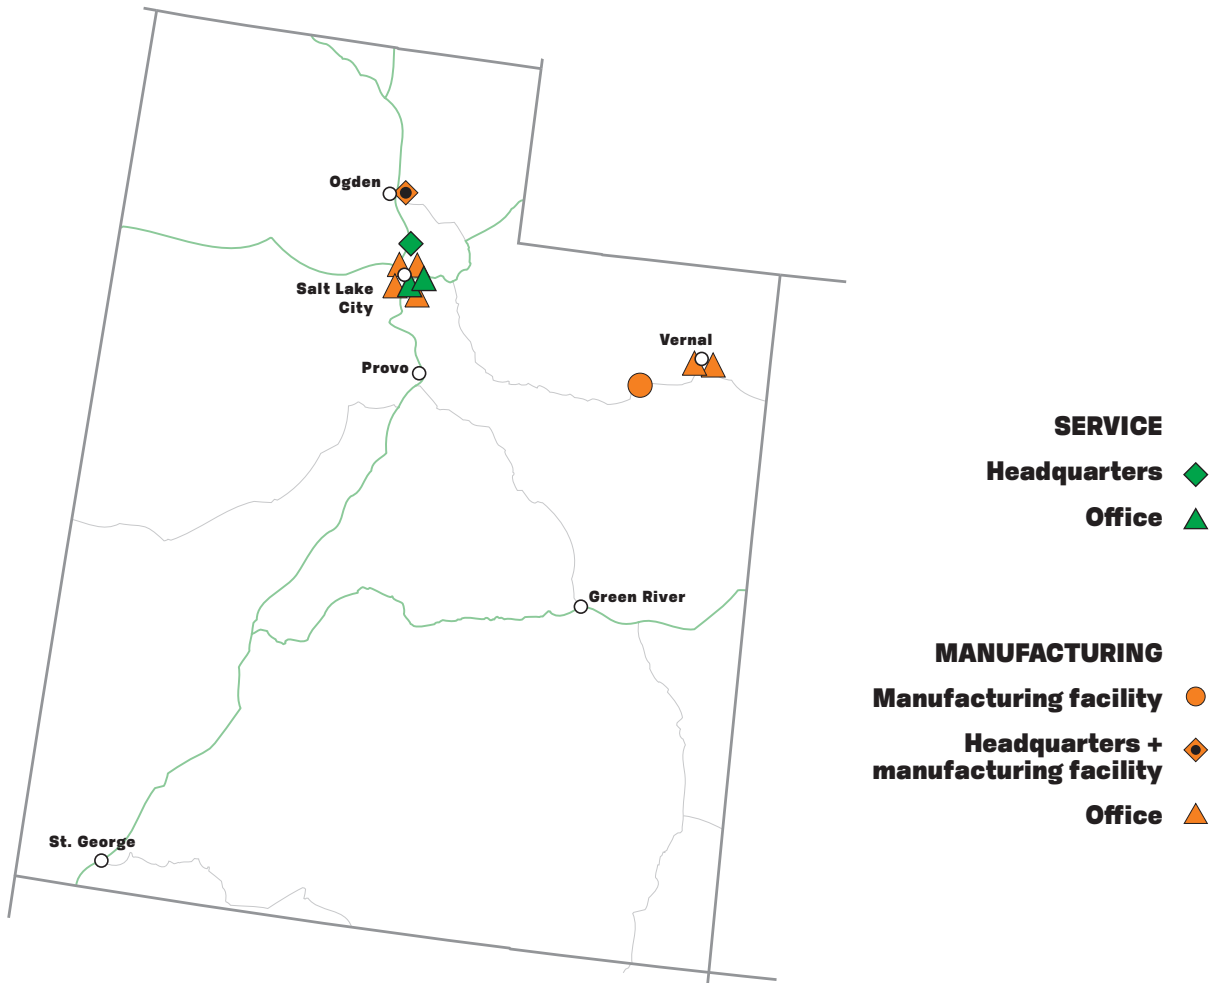 Ogden
Salt Lake
City
Vernal
Provo
Green River
St. George
SERVICE
Headquarters
Office
MANUFACTURING
Manufacturing facility
Headquarters +
manufacturing facility
Office